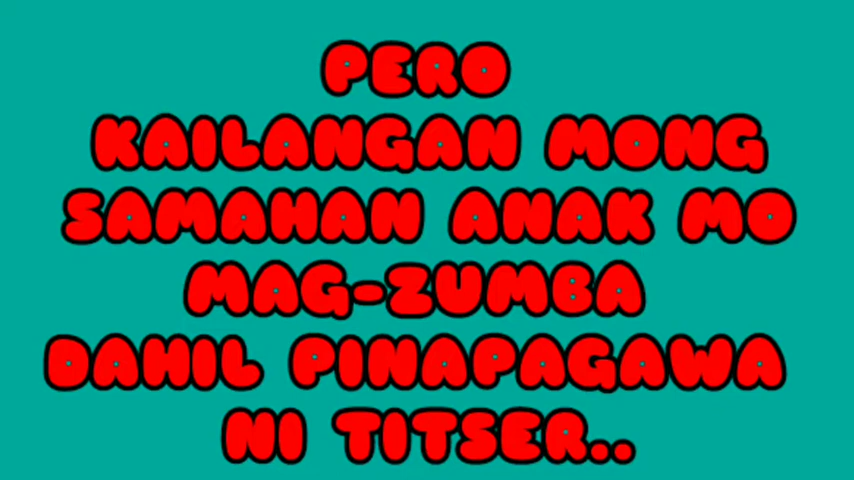 PERO
KAILANGAN MONG
SAMAHAN ANAK MO
MAG-ZUMBA
DAHIL PINAPAGAWA
NI TITSER..